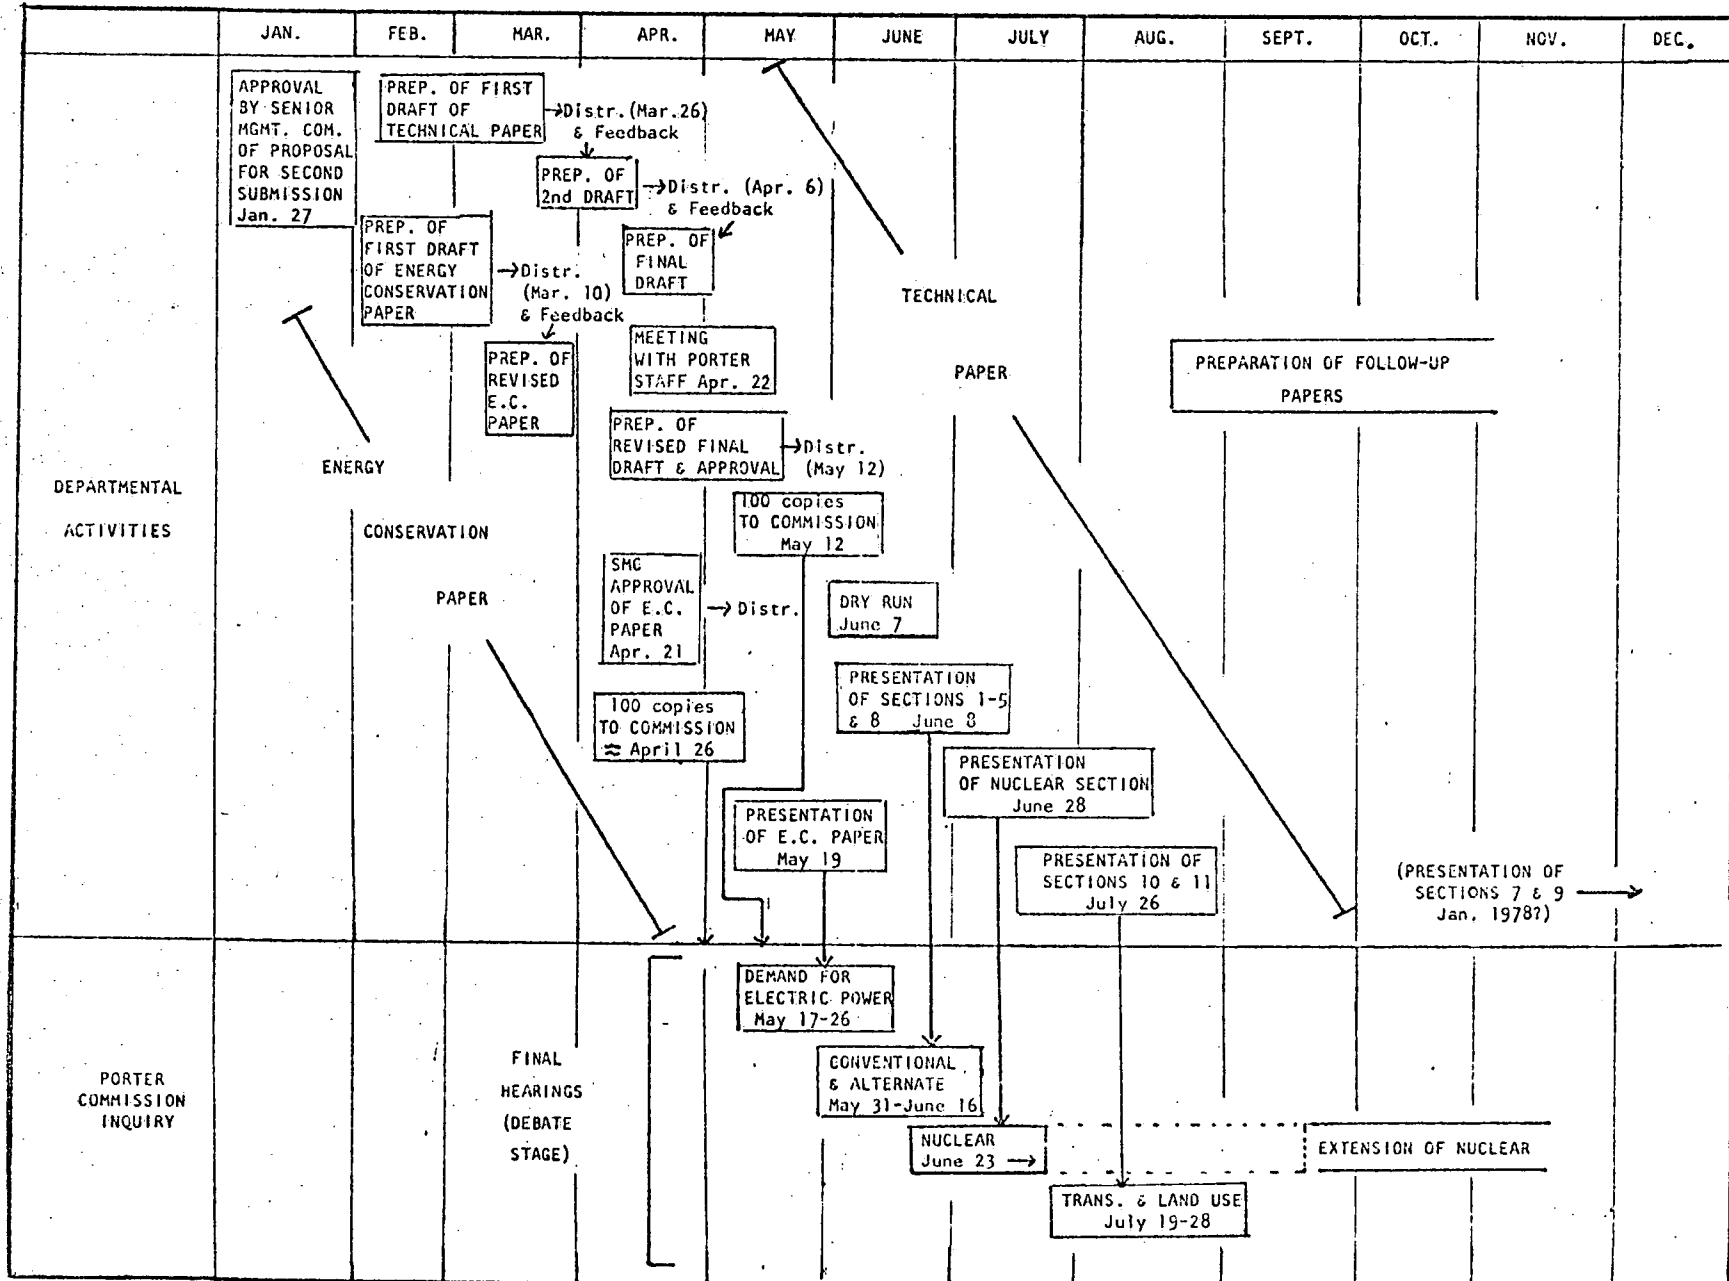 JAN. FEB. MAR. APR. MAY JUNE JULY AUG. SEPT. OCT. NOV. DEC.
DEPARTMENTAL
ACTIVITIES
APPROVAL
BY SENIOR
MGMT. COM.
OF PROPOSAL
FOR SECOND
SUBMISSION
Jan. 27
PREP. OF FIRST
DRAFT OF
TECHNICAL PAPER
→Distr. (Mar.26)
& Feedback
PREP. OF
2nd DRAFT
→Distr. (Apr. 6)
& Feedback
PREP. OF
FINAL
DRAFT
PREP. OF
FIRST DRAFT
OF ENERGY
CONSERVATION
PAPER
→Distr.
(Mar. 10)
& Feedback
PREP. OF
REVISED
E.C.
PAPER
MEETING
WITH PORTER
STAFF Apr. 22
PREP. OF
REVISED FINAL
DRAFT & APPROVAL
→Distr.
(May 12)
100 copies
TO COMMISSION
May 12
ENERGY
CONSERVATION
PAPER
TECHNICAL
PAPER
PREPARATION OF FOLLOW-UP
PAPERS
SMC
APPROVAL
OF E.C.
PAPER
Apr. 21
→ Distr.
DRY RUN
June 7
100 copies
TO COMMISSION
≈ April 26
PRESENTATION
OF SECTIONS 1-5
& 8 June 8
PRESENTATION
OF NUCLEAR SECTION
June 28
PRESENTATION
OF E.C. PAPER
May 19
PRESENTATION OF
SECTIONS 10 & 11
July 26
(PRESENTATION OF
SECTIONS 7 & 9 →
Jan. 1978?)
PORTER
COMMISSION
INQUIRY
FINAL
HEARINGS
(DEBATE
STAGE)
DEMAND FOR
ELECTRIC POWER
May 17-26
CONVENTIONAL
& ALTERNATE
May 31-June 16
NUCLEAR
June 23 →
EXTENSION OF NUCLEAR
TRANS. & LAND USE
July 19-28